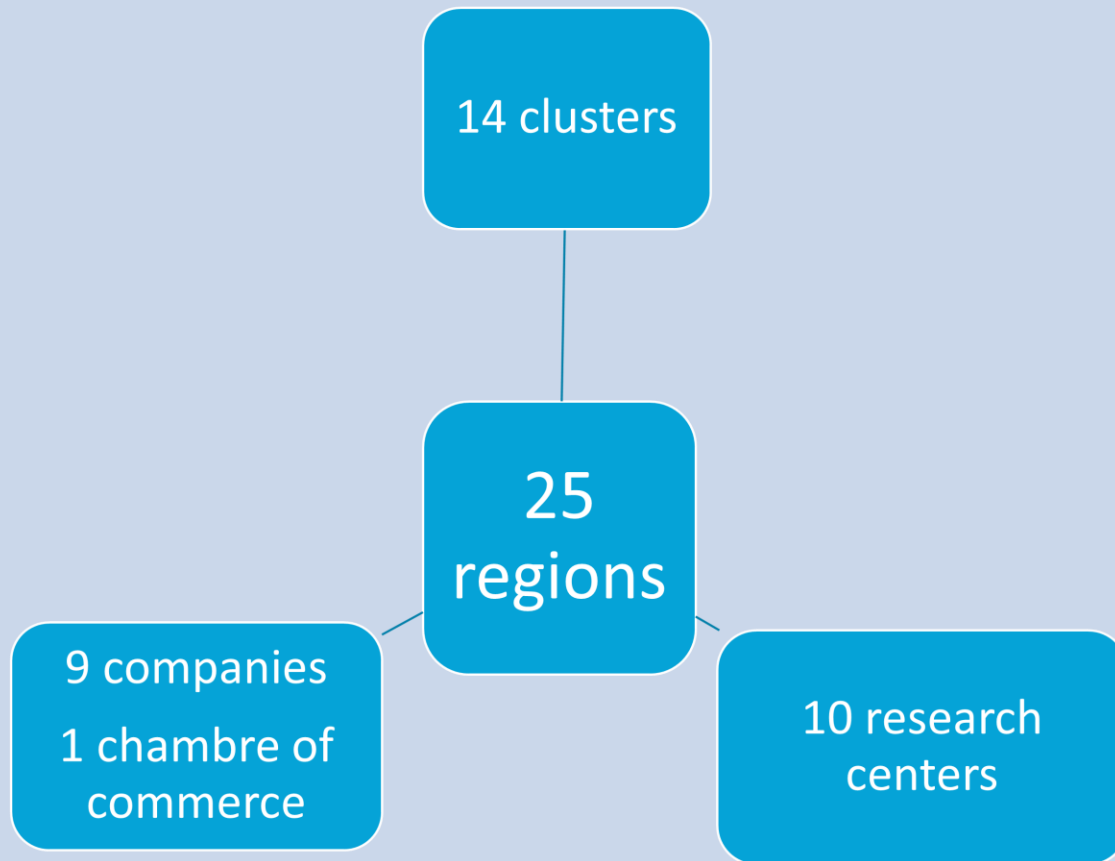 14 clusters
25
regions
9 companies
1 chambre of
commerce
10 research
centers